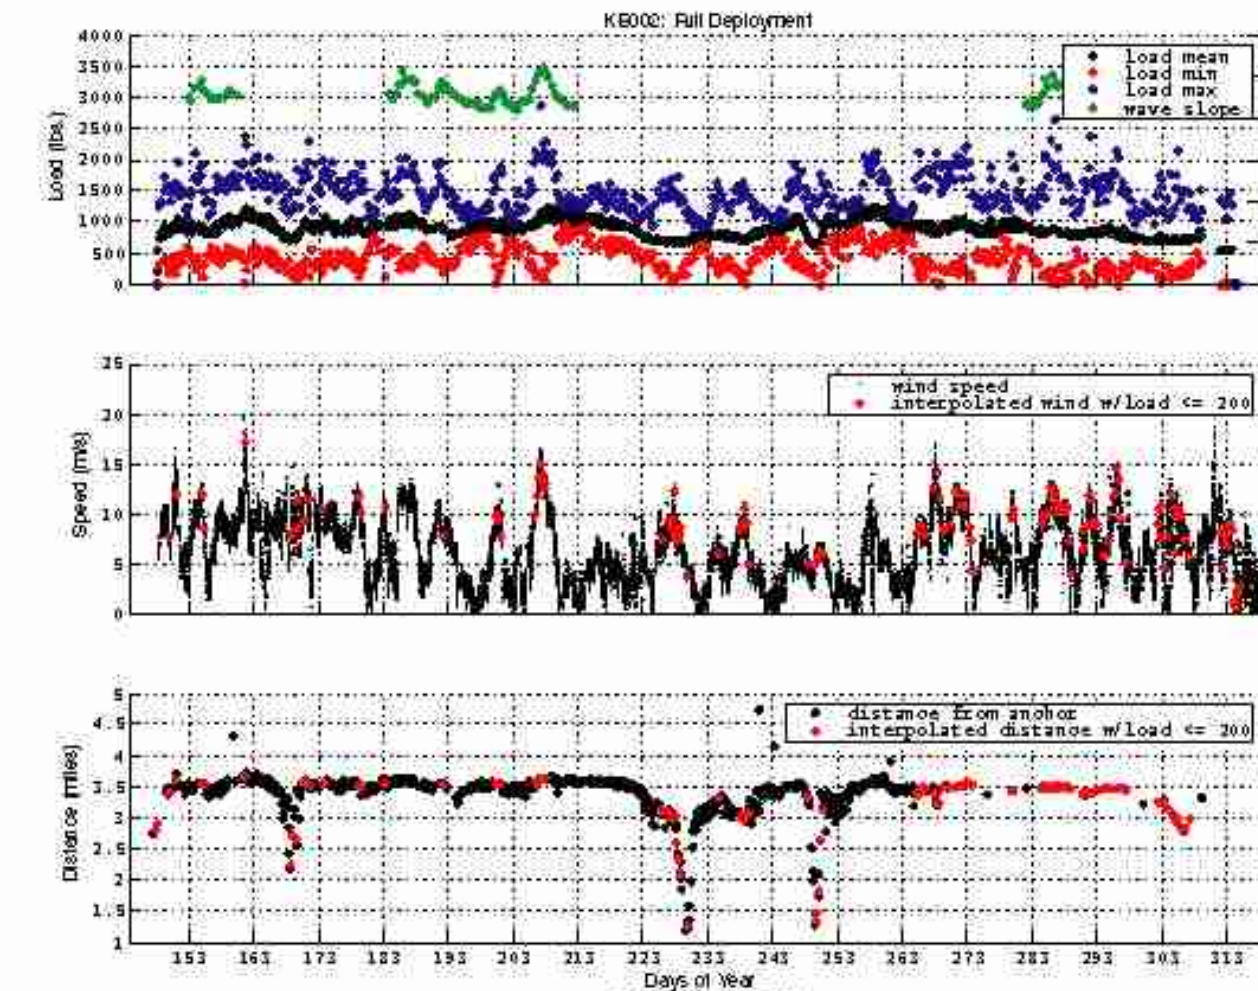 KE002: Full Deployment
4000
3500
3000
2500
2000
1500
1000
500
0
Load (lbs.)
load mean
load min
load max
wave slope
25
20
15
10
5
0
Speed (m/s)
wind speed
interpolated wind w/load <= 200
5
4.5
4
3.5
3
2.5
2
1.5
1
Distance (miles)
distance from anchor
interpolated distance w/load <= 200
153 163 173 183 193 203 213 223 233 243 253 263 273 283 293 303 313
Days of Year